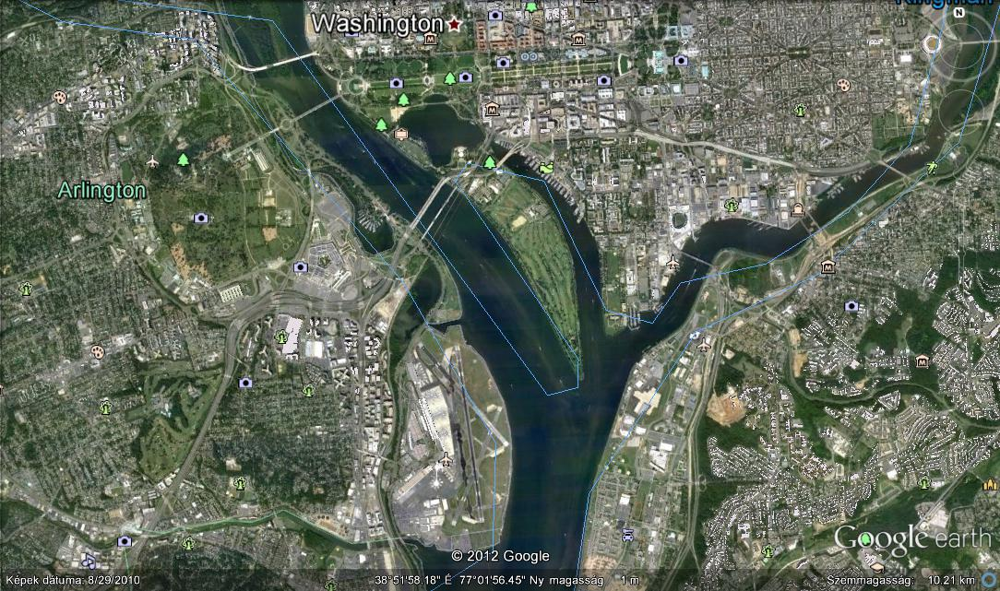 Kingman
Washington
N
Arlington
Google earth
© 2012 Google
Képek dátuma: 8/29/2010 38°51'58.18" É 77°01'56.45" Ny magasság 1 m Szemmagasság: 10.21 km